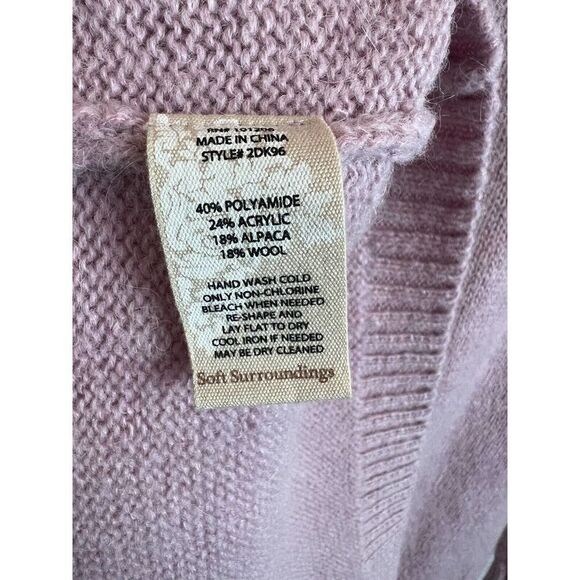 MADE IN CHINA
STYLE# 2DK96
40% POLYAMIDE
24% ACRYLIC
18% ALPACA
18% WOOL
HAND WASH COLD
ONLY NON-CHLORINE
BLEACH WHEN NEEDED
RE-SHAPE AND
LAY FLAT TO DRY
COOL IRON IF NEEDED
MAY BE DRY CLEANED
Soft Surroundings